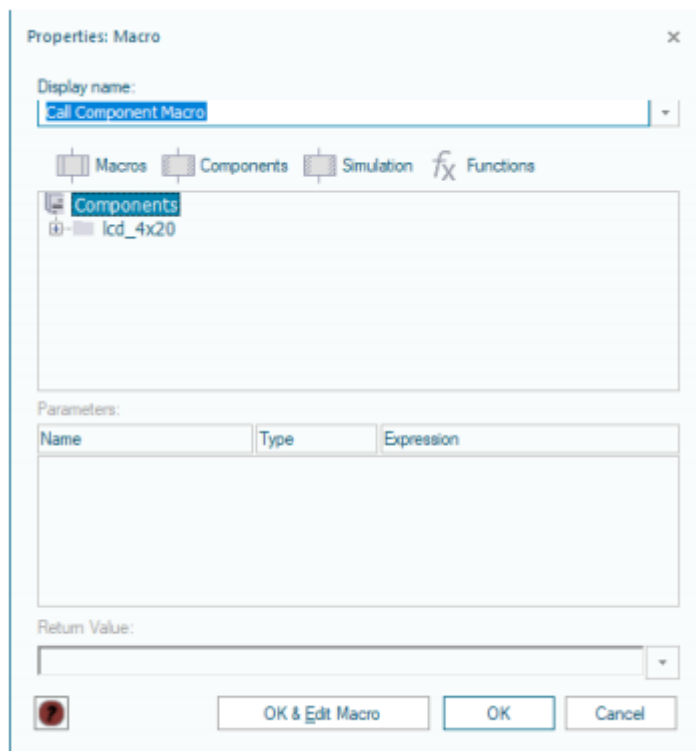 Properties: Macro
Display name:
Call Component Macro
Macros Components Simulation fx Functions
Components
lcd_4x20
Parameters:
Name Type Expression
Return Value:
? OK & Edit Macro OK Cancel